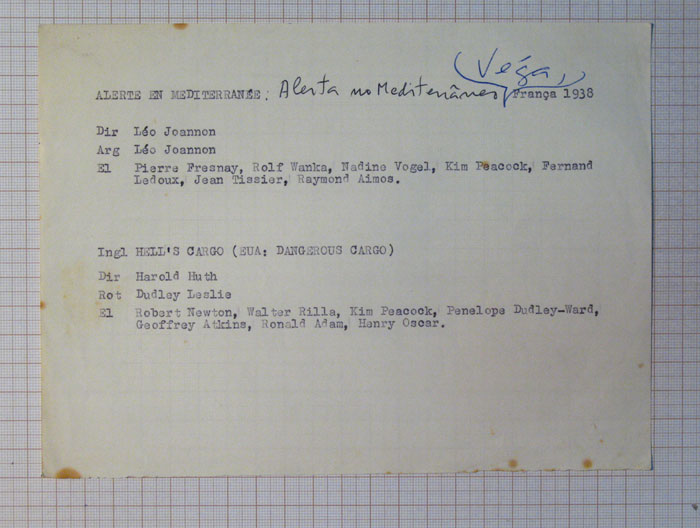 (Véga,)
ALERTE EN MEDITERRANÉE: Alerta no Mediterrâneo, França 1938
Dir Léo Joannon
Arg Léo Joannon
El Pierre Fresnay, Rolf Wanka, Nadine Vogel, Kim Peacock, Fernand
Ledoux, Jean Tissier, Raymond Aimos.
Ingl HELL'S CARGO (EUA: DANGEROUS CARGO)
Dir Harold Huth
Rot Dudley Leslie
El Robert Newton, Walter Rilla, Kim Peacock, Penelope Dudley-Ward,
Geoffrey Atkins, Ronald Adam, Henry Oscar.